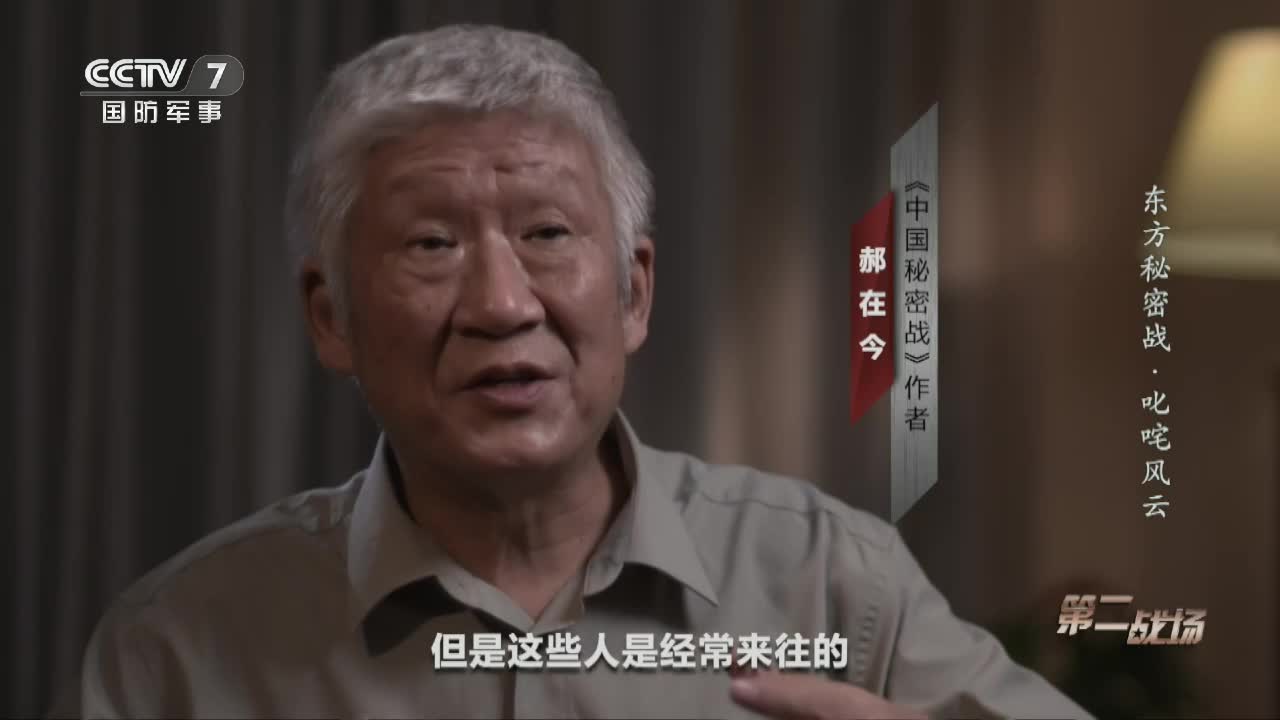 CCTV 7
国防军事
《中国秘密战》作者
郝在今
东方秘密战·叱咤风云
第二战场
但是这些人是经常来往的